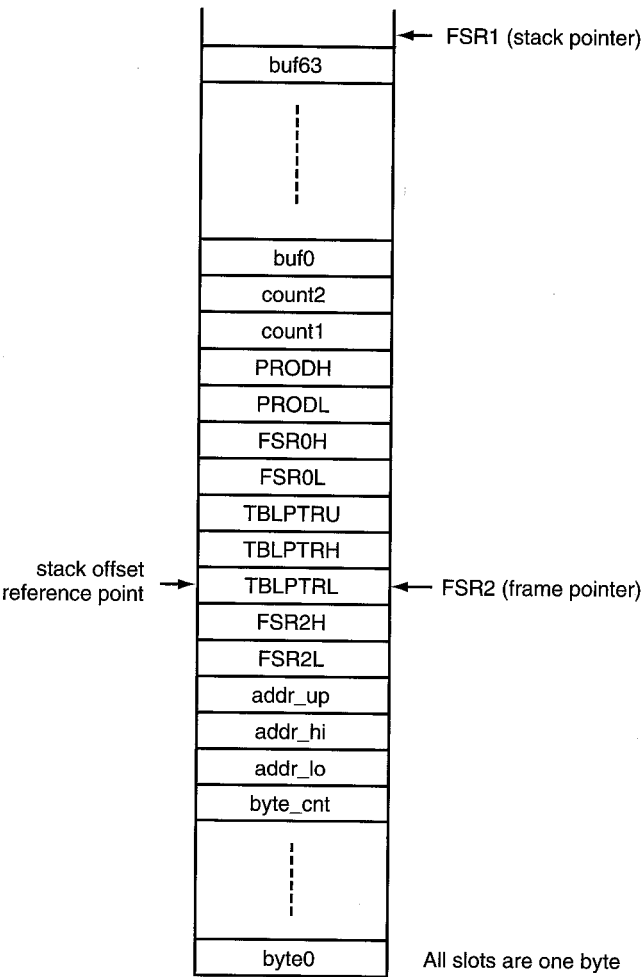 FSR1 (stack pointer)
buf63
buf0
count2
count1
PRODH
PRODL
FSR0H
FSR0L
TBLPTRU
TBLPTRH
stack offset
reference point
TBLPTRL
FSR2 (frame pointer)
FSR2H
FSR2L
addr_up
addr_hi
addr_lo
byte_cnt
byte0
All slots are one byte